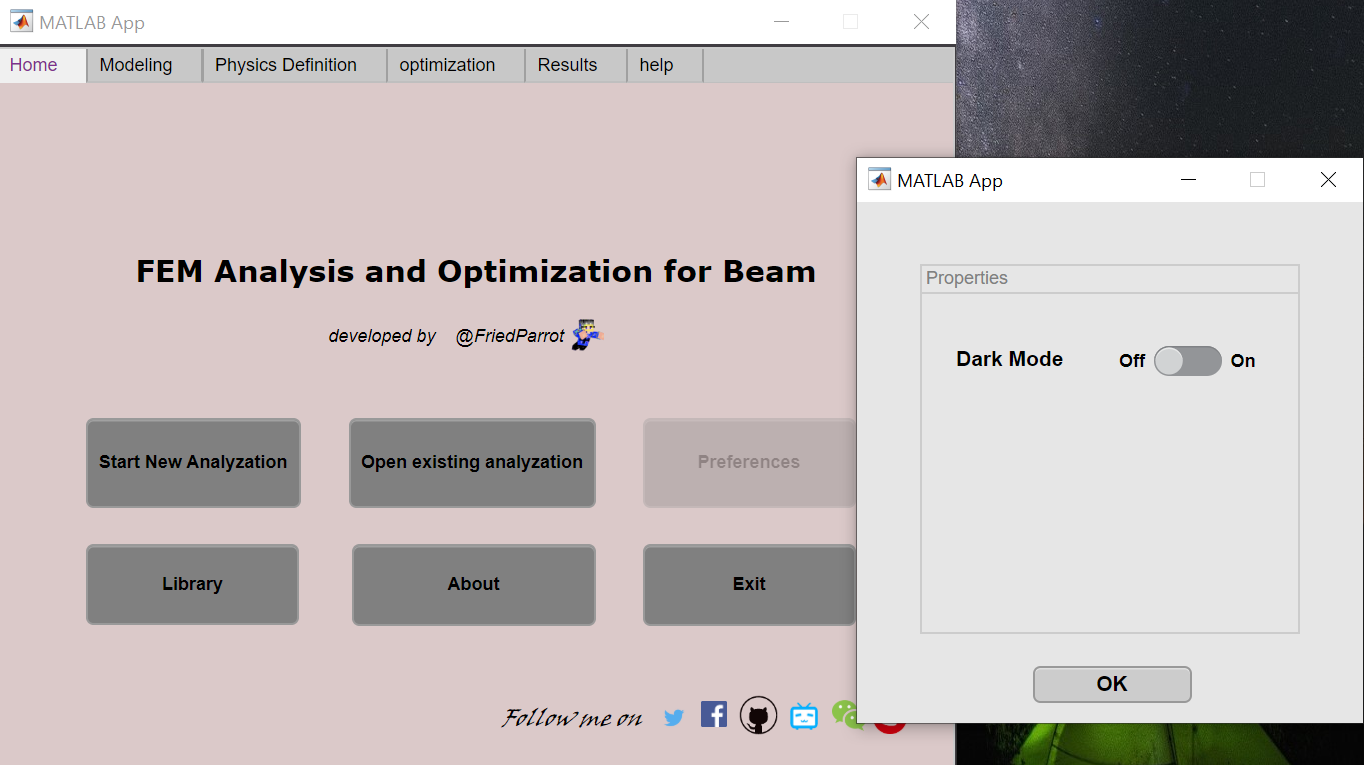 MATLAB App
Home Modeling Physics Definition optimization Results help
FEM Analysis and Optimization for Beam
developed by @FriedParrot
Start New Analyzation Open existing analyzation Preferences
Library About Exit
Follow me on
MATLAB App
Properties
Dark Mode Off On
OK